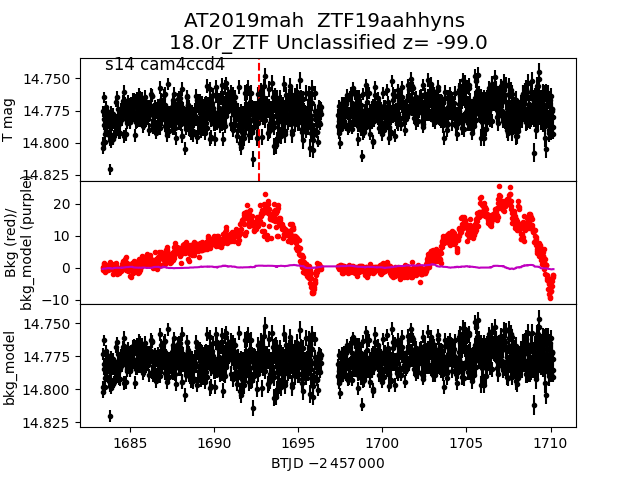 AT2019mah  ZTF19aahhyns
18.0r_ZTF Unclassified z= -99.0
s14 cam4ccd4
T mag
14.750
14.775
14.800
14.825
Bkg (red)/
bkg_model (purple)
20
10
0
−10
bkg_model
14.750
14.775
14.800
14.825
1685 1690 1695 1700 1705 1710
BTJD −2 457 000